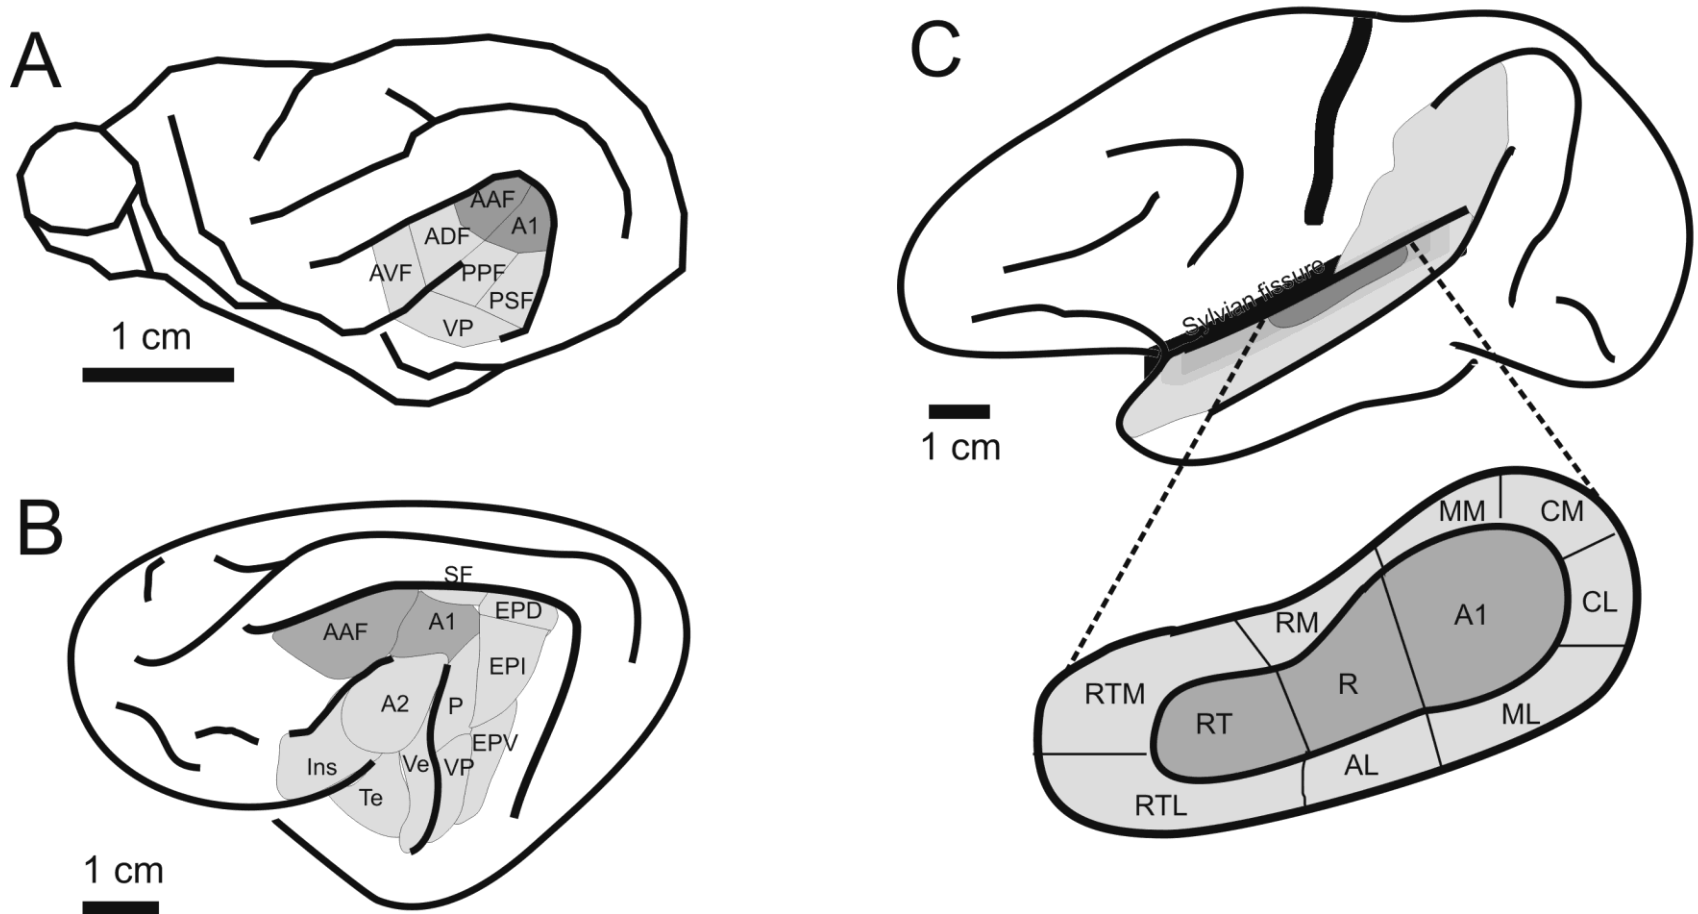 A
AAF
A1
ADF
AVF
PPF
PSF
VP
1 cm
B
SF
EPD
A1
AAF
EPI
A2
P
EPV
Ins
Ve
VP
Te
1 cm
C
Sylvian fissure
1 cm
MM
CM
CL
A1
RM
R
RTM
RT
ML
AL
RTL